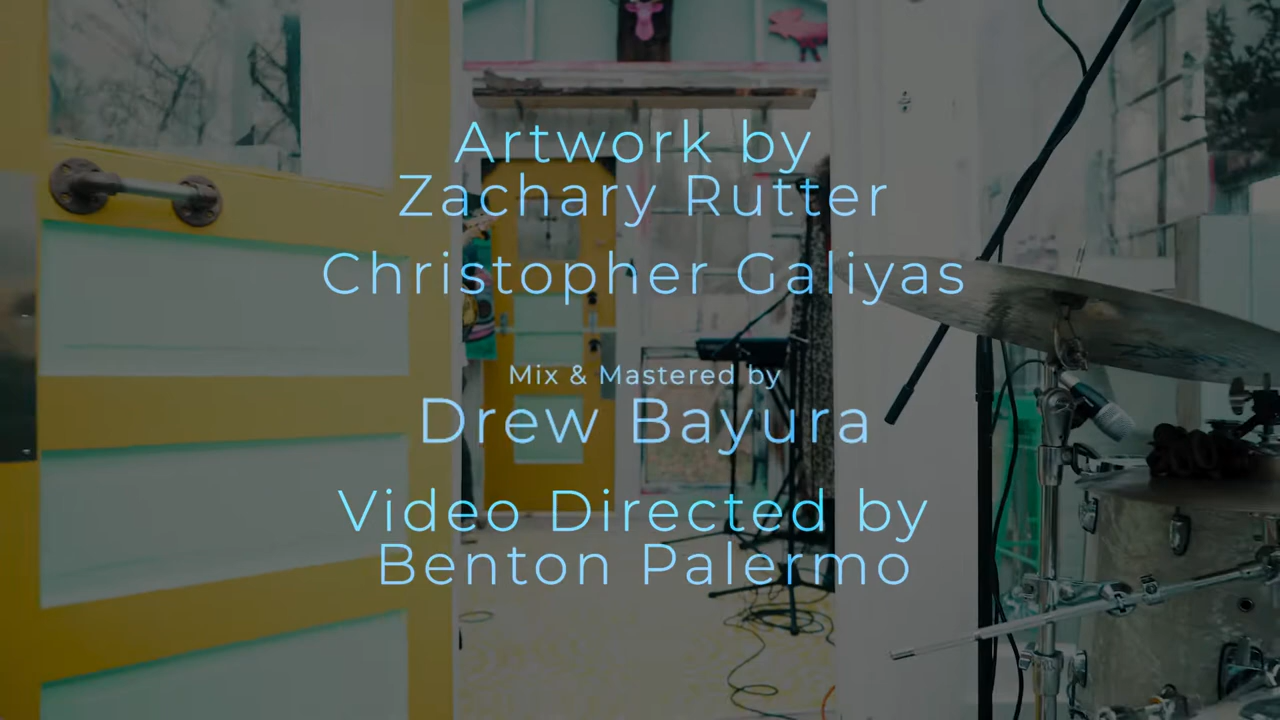 Artwork by
Zachary Rutter
Christopher Galiyas
Mix & Mastered by
Drew Bayura
Video Directed by
Benton Palermo